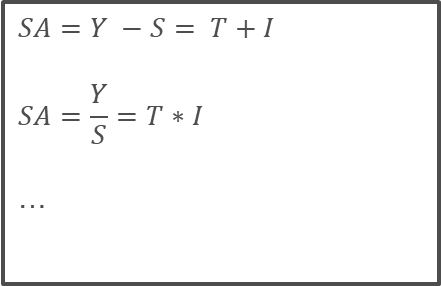 SA = Y − S = T + I
SA = Y/S = T * I
...